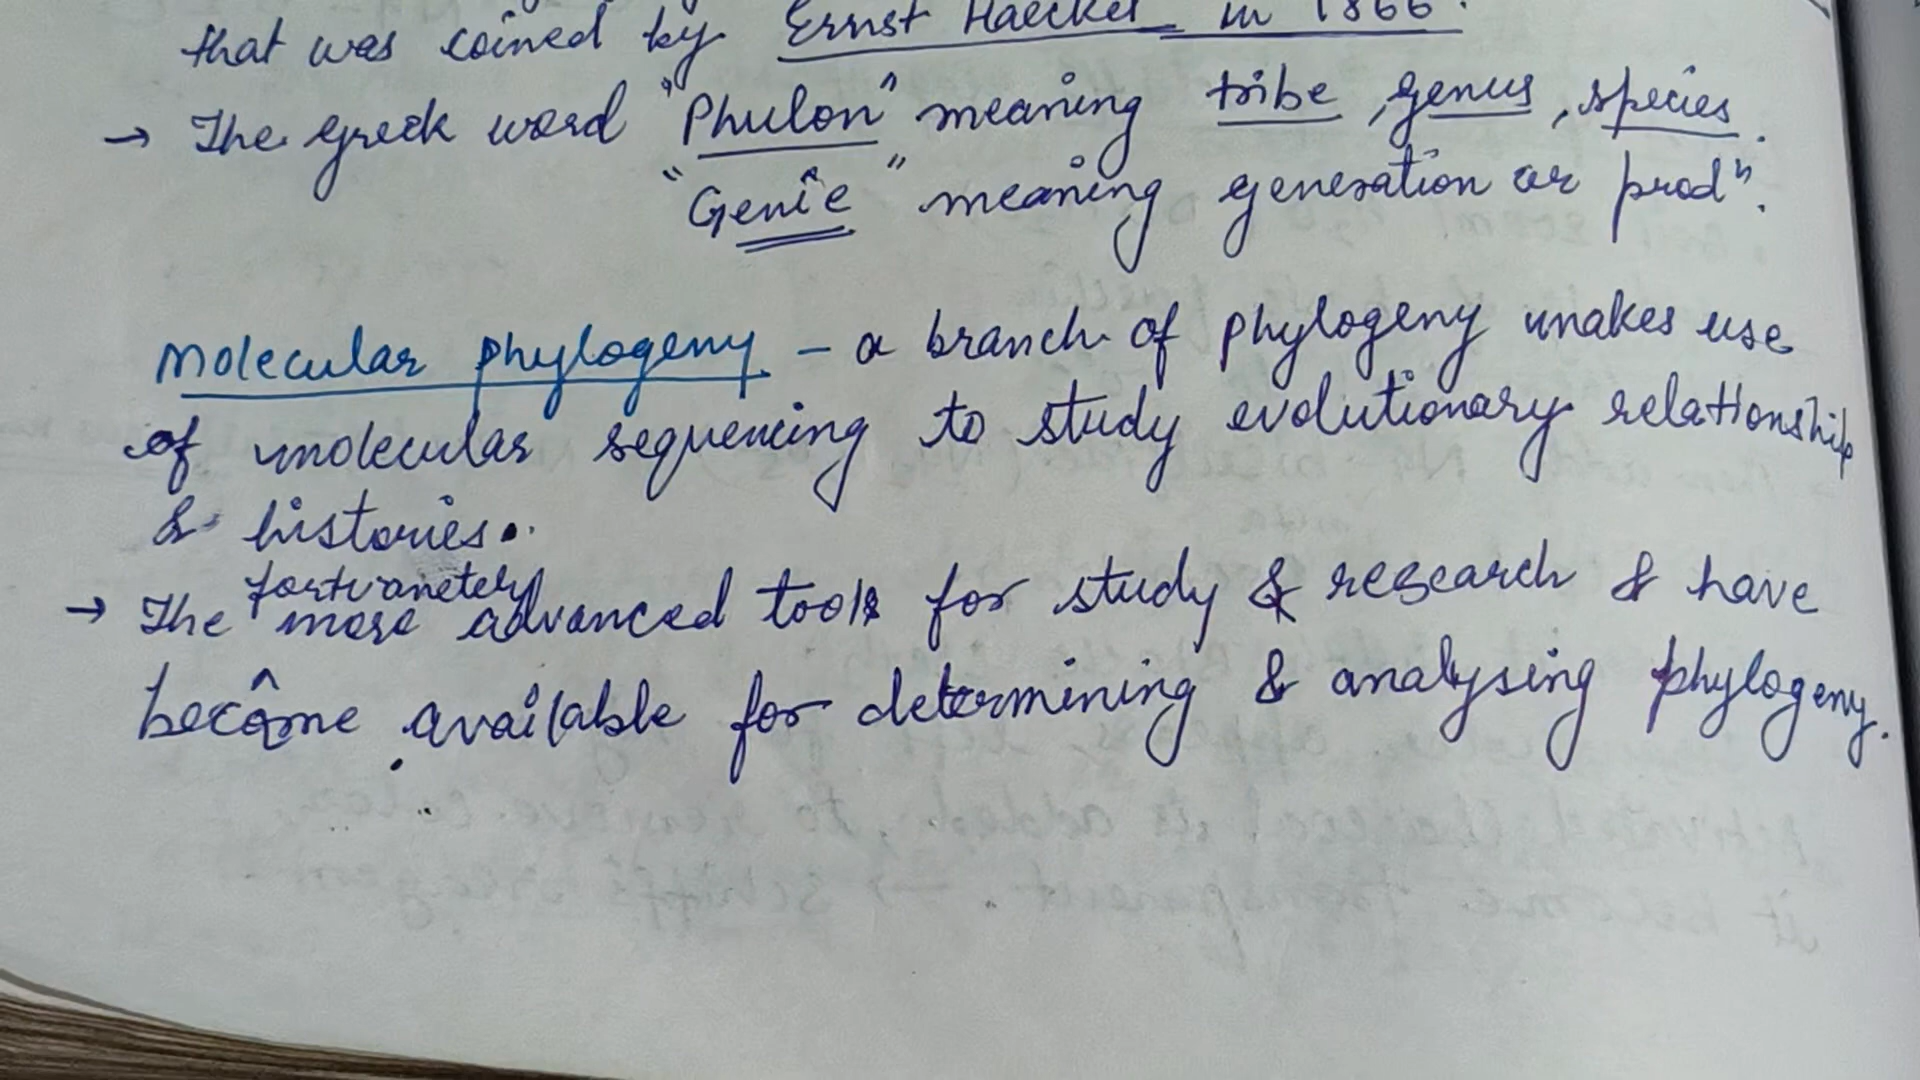 that was coined by Ernst Haeckel in 1866.
→ The greek word "Phulon" meaning tribe, genus, species.
"Genie" meaning generation or prodⁿ.
Molecular phylogeny – a branch of phylogeny makes use
of molecular sequencing to study evolutionary relationship
& histories.
fortunately
→ The more advanced tools for study & research & have
become available for determining & analysing phylogeny.